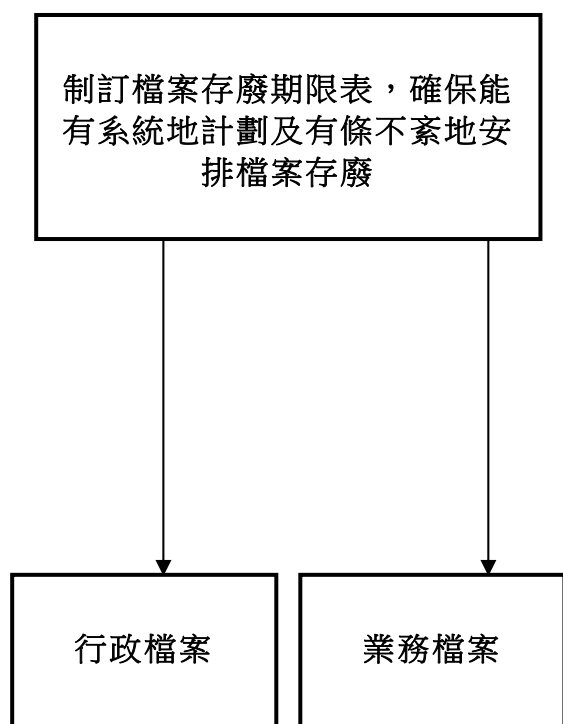 制訂檔案存廢期限表，確保能
有系統地計劃及有條不紊地安
排檔案存廢
行政檔案
業務檔案